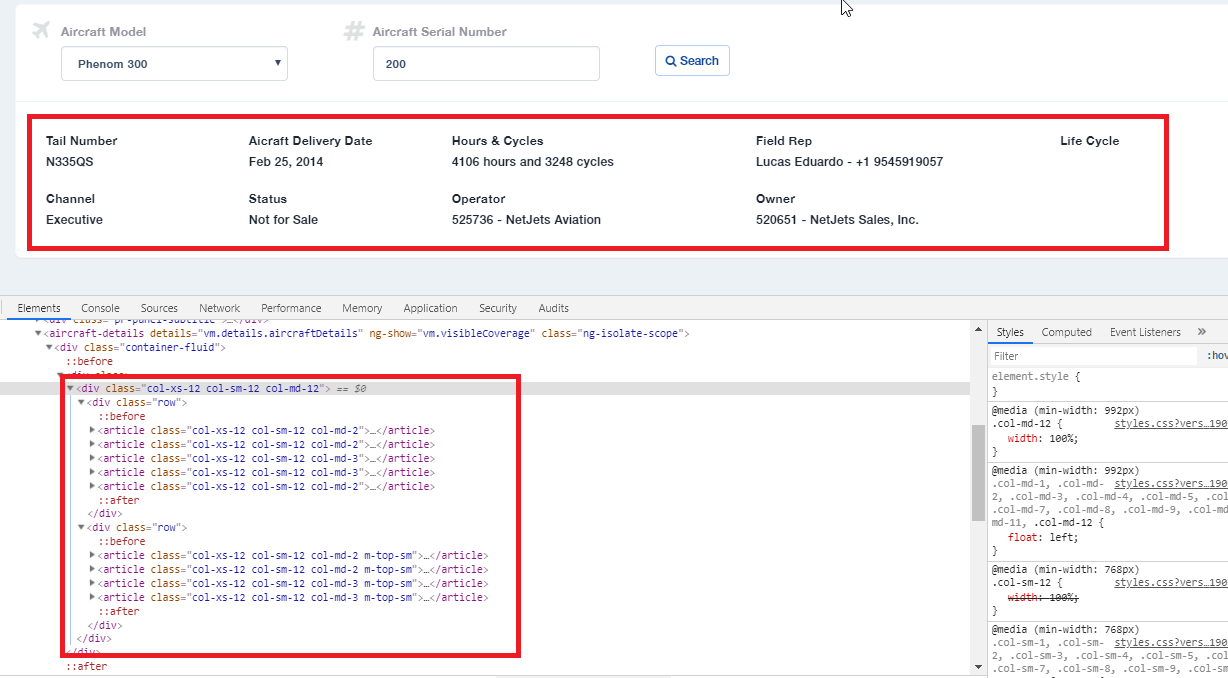 Aircraft Model
Aircraft Serial Number
Phenom 300
200
Search
Tail Number
Aicraft Delivery Date
Hours & Cycles
Field Rep
Life Cycle
N335QS
Feb 25, 2014
4106 hours and 3248 cycles
Lucas Eduardo - +1 9545919057
Channel
Status
Operator
Owner
Executive
Not for Sale
525736 - NetJets Aviation
520651 - NetJets Sales, Inc.
Elements Console Sources Network Performance Memory Application Security Audits
<div class="pr-panel-subtitle">…</div>
<aircraft-details details="vm.details.aircraftDetails" ng-show="vm.visibleCoverage" class="ng-isolate-scope">
<div class="container-fluid">
::before
<div class>
<div class="col-xs-12 col-sm-12 col-md-12"> == $0
<div class="row">
::before
<article class="col-xs-12 col-sm-12 col-md-2">…</article>
<article class="col-xs-12 col-sm-12 col-md-2">…</article>
<article class="col-xs-12 col-sm-12 col-md-3">…</article>
<article class="col-xs-12 col-sm-12 col-md-3">…</article>
<article class="col-xs-12 col-sm-12 col-md-2">…</article>
::after
</div>
<div class="row">
::before
<article class="col-xs-12 col-sm-12 col-md-2 m-top-sm">…</article>
<article class="col-xs-12 col-sm-12 col-md-2 m-top-sm">…</article>
<article class="col-xs-12 col-sm-12 col-md-3 m-top-sm">…</article>
<article class="col-xs-12 col-sm-12 col-md-3 m-top-sm">…</article>
::after
</div>
</div>
</div>
::after
Styles Computed Event Listeners »
Filter :hov
element.style {
}
@media (min-width: 992px)
.col-md-12 { styles.css?vers…190
width: 100%;
}
@media (min-width: 992px)
.col-md-1, .col-md- styles.css?vers…190
2, .col-md-3, .col-md-4, .col-md-5, .col
.col-md-7, .col-md-8, .col-md-9, .col-md
md-11, .col-md-12 {
float: left;
}
@media (min-width: 768px)
.col-sm-12 { styles.css?vers…190
width: 100%;
}
@media (min-width: 768px)
.col-sm-1, .col-sm- styles.css?vers…190
2, .col-sm-3, .col-sm-4, .col-sm-5, .col
.col-sm-7, .col-sm-8, .col-sm-9, .col-sm